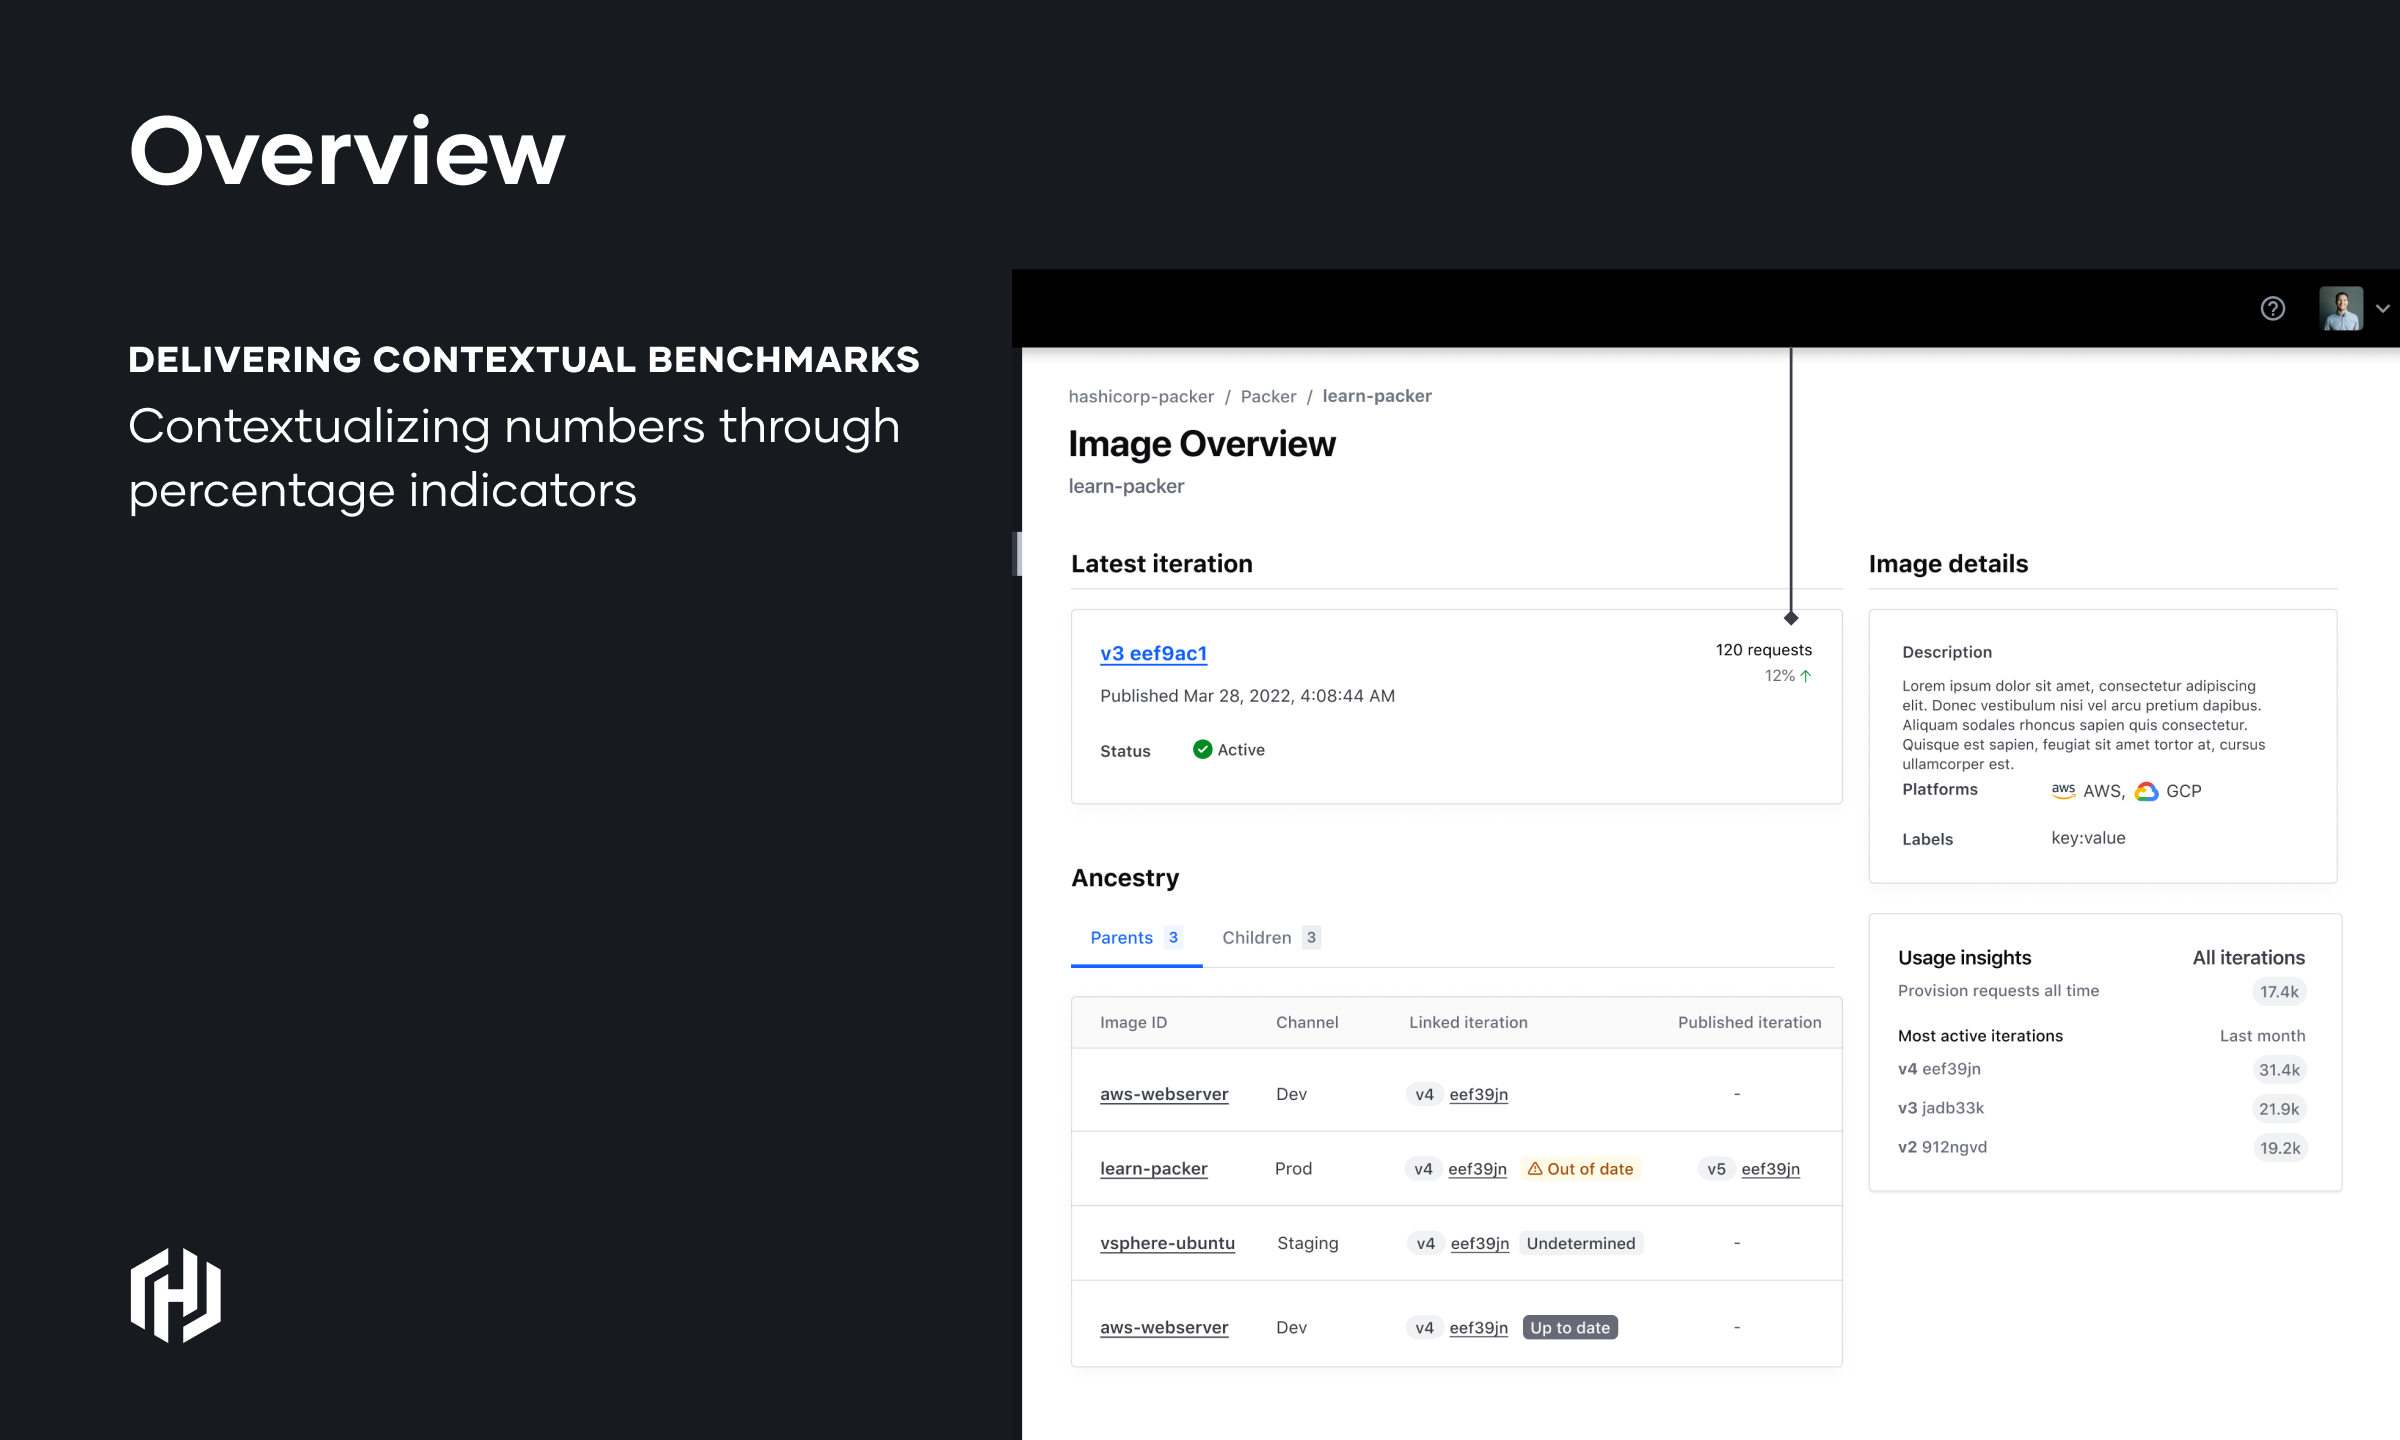 Overview
DELIVERING CONTEXTUAL BENCHMARKS
Contextualizing numbers through
percentage indicators
hashicorp-packer / Packer / learn-packer
Image Overview
learn-packer
Latest iteration
v3 eef9ac1
120 requests
12%
Published Mar 28, 2022, 4:08:44 AM
Status Active
Ancestry
Parents 3 Children 3
Image ID Channel Linked iteration Published iteration
aws-webserver Dev v4 eef39jn -
learn-packer Prod v4 eef39jn Out of date v5 eef39jn
vsphere-ubuntu Staging v4 eef39jn Undetermined -
aws-webserver Dev v4 eef39jn Up to date -
Image details
Description
Lorem ipsum dolor sit amet, consectetur adipiscing
elit. Donec vestibulum nisi vel arcu pretium dapibus.
Aliquam sodales rhoncus sapien quis consectetur.
Quisque est sapien, feugiat sit amet tortor at, cursus
ullamcorper est.
Platforms aws AWS, GCP
Labels key:value
Usage insights All iterations
Provision requests all time 17.4k
Most active iterations Last month
v4 eef39jn 31.4k
v3 jadb33k 21.9k
v2 912ngvd 19.2k